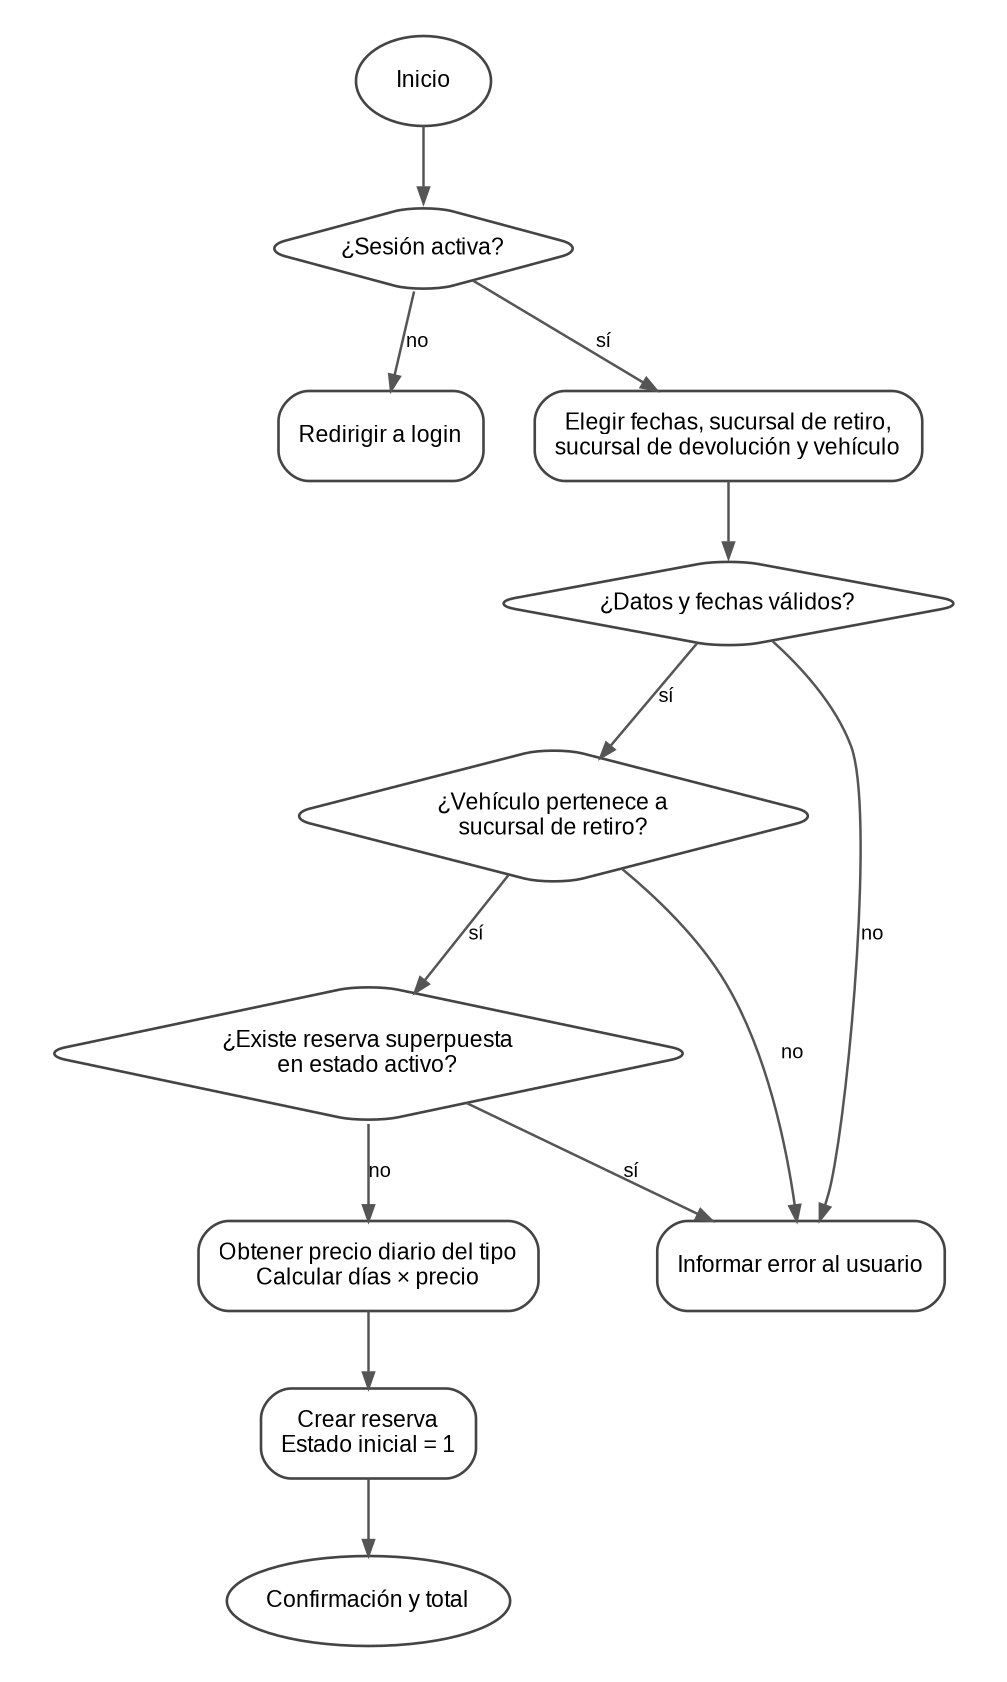 Inicio
¿Sesión activa?
no
sí
Redirigir a login
Elegir fechas, sucursal de retiro,
sucursal de devolución y vehículo
¿Datos y fechas válidos?
sí
¿Vehículo pertenece a
sucursal de retiro?
sí
no
¿Existe reserva superpuesta
en estado activo?
no
no
sí
Obtener precio diario del tipo
Calcular días × precio
Informar error al usuario
Crear reserva
Estado inicial = 1
Confirmación y total